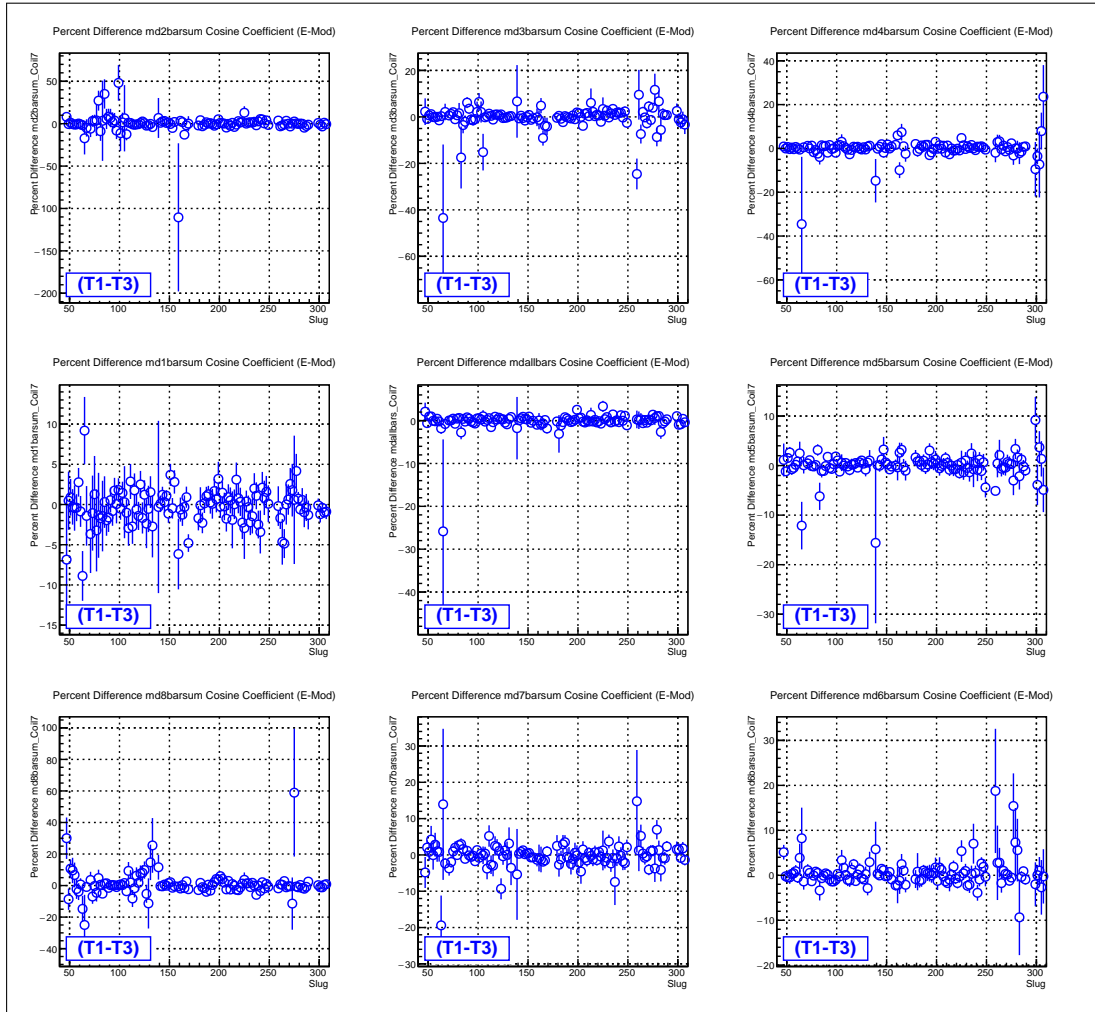 Percent Difference md2barsum Cosine Coefficient (E-Mod)
Percent Difference md2barsum_Coil7
50
0
−50
−100
−150
−200
(T1-T3)
50 100 150 200 250 300
Slug
Percent Difference md3barsum Cosine Coefficient (E-Mod)
Percent Difference md3barsum_Coil7
20
0
−20
−40
−60
(T1-T3)
50 100 150 200 250 300
Slug
Percent Difference md4barsum Cosine Coefficient (E-Mod)
Percent Difference md4barsum_Coil7
40
20
0
−20
−40
−60
(T1-T3)
50 100 150 200 250 300
Slug
Percent Difference md1barsum Cosine Coefficient (E-Mod)
Percent Difference md1barsum_Coil7
10
5
0
−5
−10
−15
(T1-T3)
50 100 150 200 250 300
Slug
Percent Difference mdallbars Cosine Coefficient (E-Mod)
Percent Difference mdallbars_Coil7
0
−10
−20
−30
−40
(T1-T3)
50 100 150 200 250 300
Slug
Percent Difference md5barsum Cosine Coefficient (E-Mod)
Percent Difference md5barsum_Coil7
10
0
−10
−20
−30
(T1-T3)
50 100 150 200 250 300
Slug
Percent Difference md8barsum Cosine Coefficient (E-Mod)
Percent Difference md8barsum_Coil7
100
80
60
40
20
0
−20
−40
(T1-T3)
50 100 150 200 250 300
Slug
Percent Difference md7barsum Cosine Coefficient (E-Mod)
Percent Difference md7barsum_Coil7
30
20
10
0
−10
−20
−30
(T1-T3)
50 100 150 200 250 300
Slug
Percent Difference md6barsum Cosine Coefficient (E-Mod)
Percent Difference md6barsum_Coil7
30
20
10
0
−10
−20
(T1-T3)
50 100 150 200 250 300
Slug